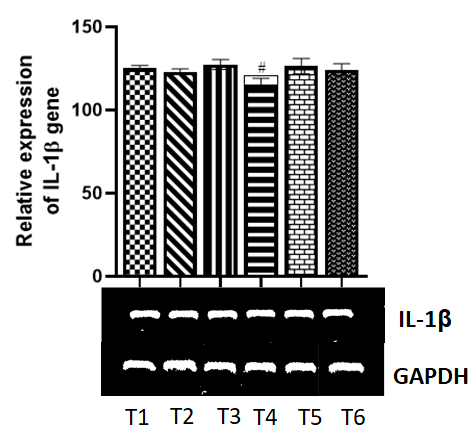 Relative expression
of IL-1β gene
150
100
50
0
#
IL-1β
GAPDH
T1 T2 T3 T4 T5 T6